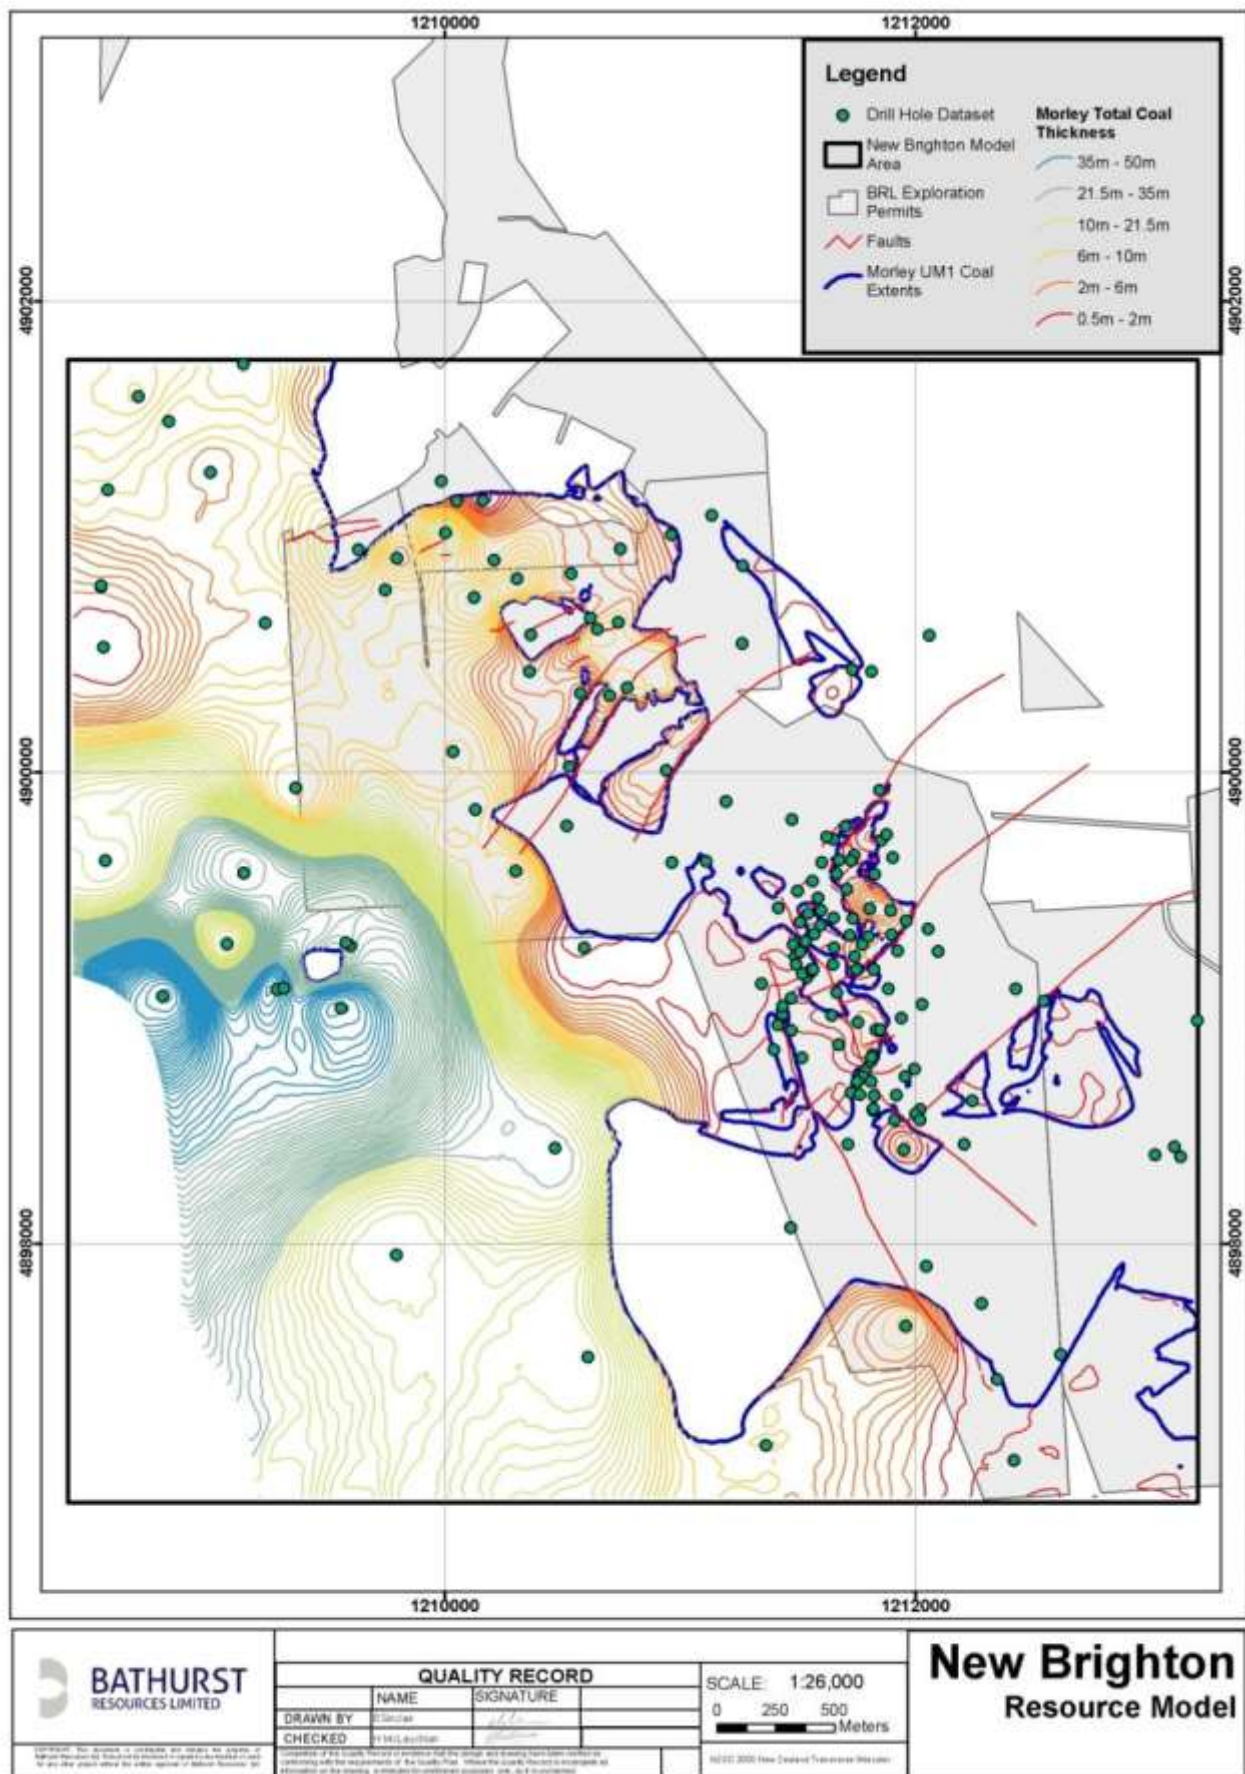 1210000
1212000
Legend
Drill Hole Dataset
New Brighton Model
Area
BRL Exploration
Permits
Faults
Morley UM1 Coal
Extents
Morley Total Coal
Thickness
35m - 50m
21.5m - 35m
10m - 21.5m
6m - 10m
2m - 6m
0.5m - 2m
4902000
4902000
4900000
4900000
4898000
4898000
1210000
1212000
BATHURST
RESOURCES LIMITED
QUALITY RECORD
NAME
SIGNATURE
DRAWN BY
CHECKED
SCALE: 1:26,000
0 250 500
Meters
New Brighton
Resource Model